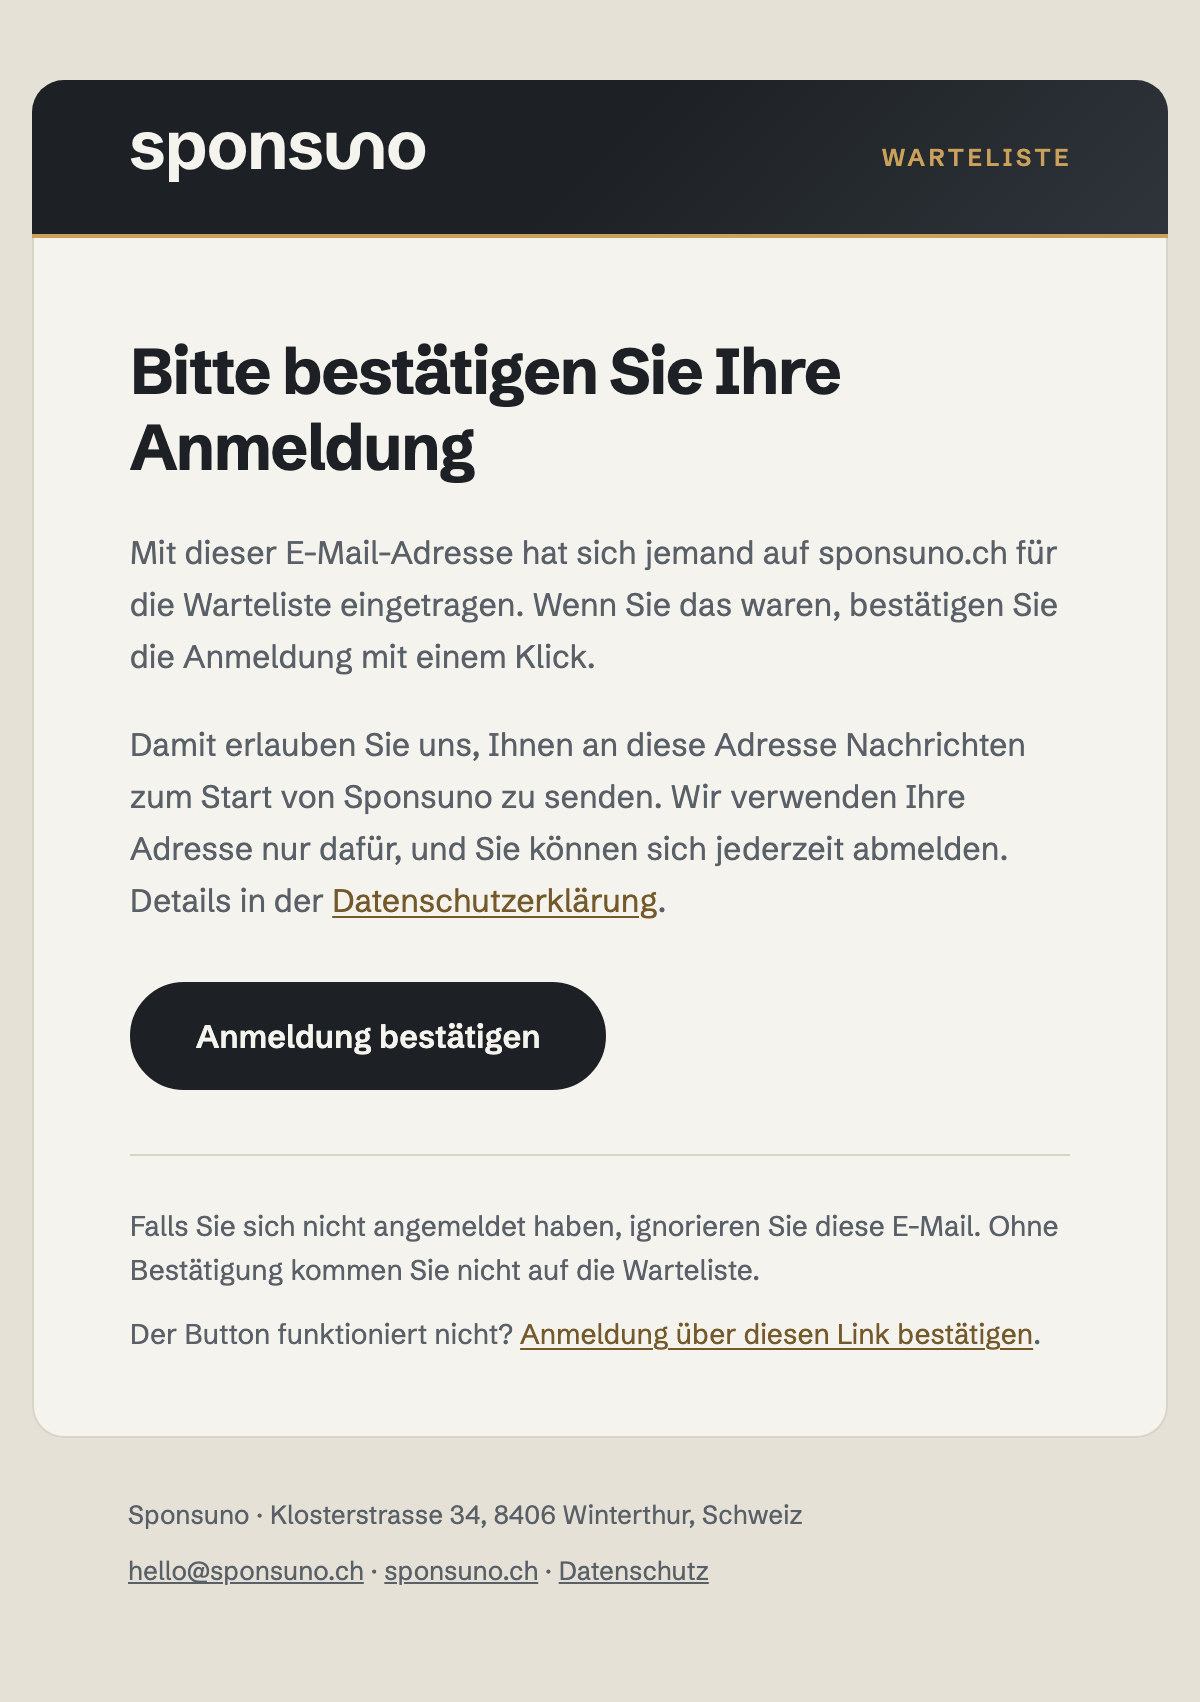 sponsuno
WARTELISTE
Bitte bestätigen Sie Ihre
Anmeldung
Mit dieser E-Mail-Adresse hat sich jemand auf sponsuno.ch für
die Warteliste eingetragen. Wenn Sie das waren, bestätigen Sie
die Anmeldung mit einem Klick.
Damit erlauben Sie uns, Ihnen an diese Adresse Nachrichten
zum Start von Sponsuno zu senden. Wir verwenden Ihre
Adresse nur dafür, und Sie können sich jederzeit abmelden.
Details in der Datenschutzerklärung.
Anmeldung bestätigen
Falls Sie sich nicht angemeldet haben, ignorieren Sie diese E-Mail. Ohne
Bestätigung kommen Sie nicht auf die Warteliste.
Der Button funktioniert nicht? Anmeldung über diesen Link bestätigen.
Sponsuno · Klosterstrasse 34, 8406 Winterthur, Schweiz
hello@sponsuno.ch · sponsuno.ch · Datenschutz